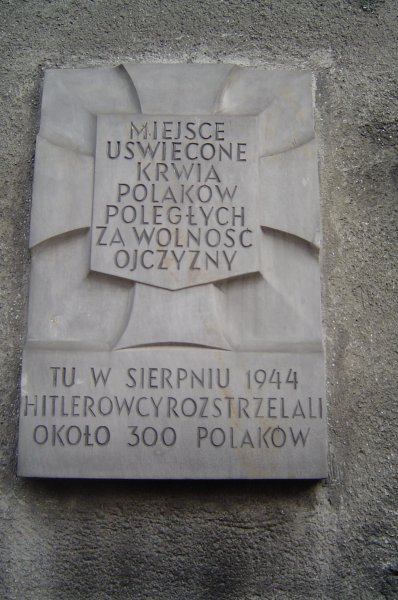 MIEJSCE
UŚWIĘCONE
KRWIĄ
POLAKÓW
POLEGŁYCH
ZA WOLNOŚĆ
OJCZYZNY
TU W SIERPNIU 1944
HITLEROWCY ROZSTRZELALI
OKOŁO 300 POLAKÓW